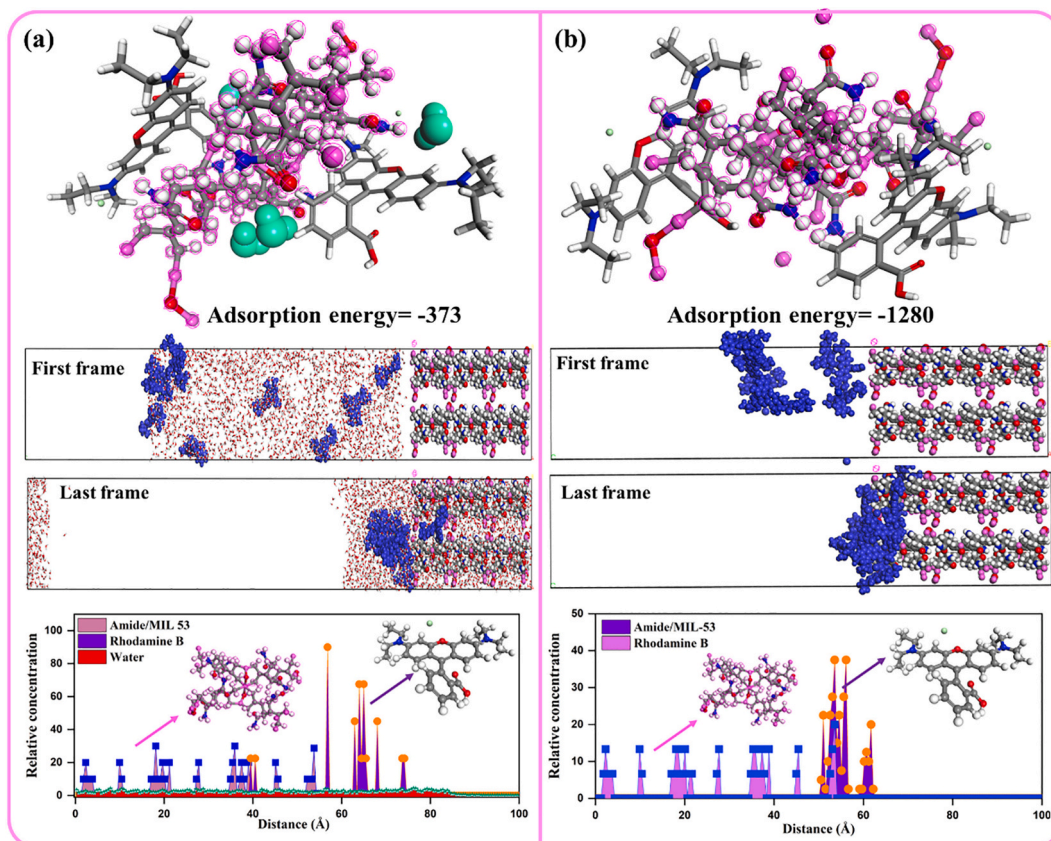 (a)
Adsorption energy= -373
First frame
Last frame
Amide/MIL 53
Rhodamine B
Water
Relative concentration
100
80
60
40
20
0
0 20 40 60 80 100
Distance (Å)
(b)
Adsorption energy= -1280
First frame
Last frame
Amide/MIL-53
Rhodamine B
Relative concentration
50
40
30
20
10
0
0 20 40 60 80 100
Distance (Å)